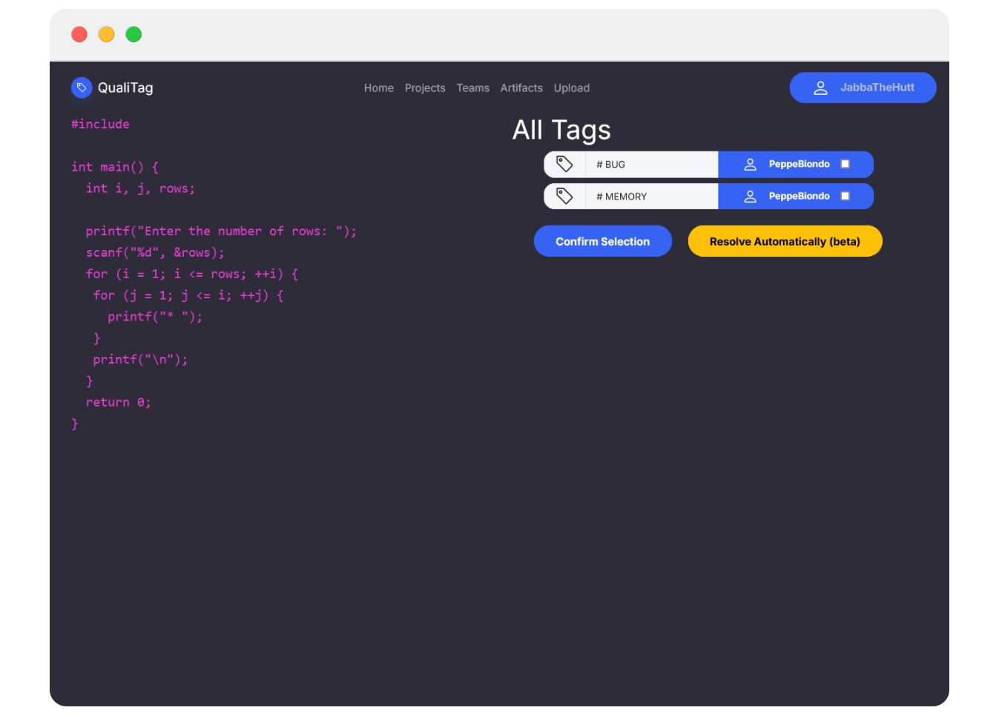 QualiTag
Home Projects Teams Artifacts Upload
JabbaTheHutt
#include
int main() {
int i, j, rows;
printf("Enter the number of rows: ");
scanf("%d", &rows);
for (i = 1; i <= rows; ++i) {
for (j = 1; j <= i; ++j) {
printf("* ");
}
printf("\n");
}
return 0;
}
All Tags
# BUG PeppeBiondo
# MEMORY PeppeBiondo
Confirm Selection Resolve Automatically (beta)